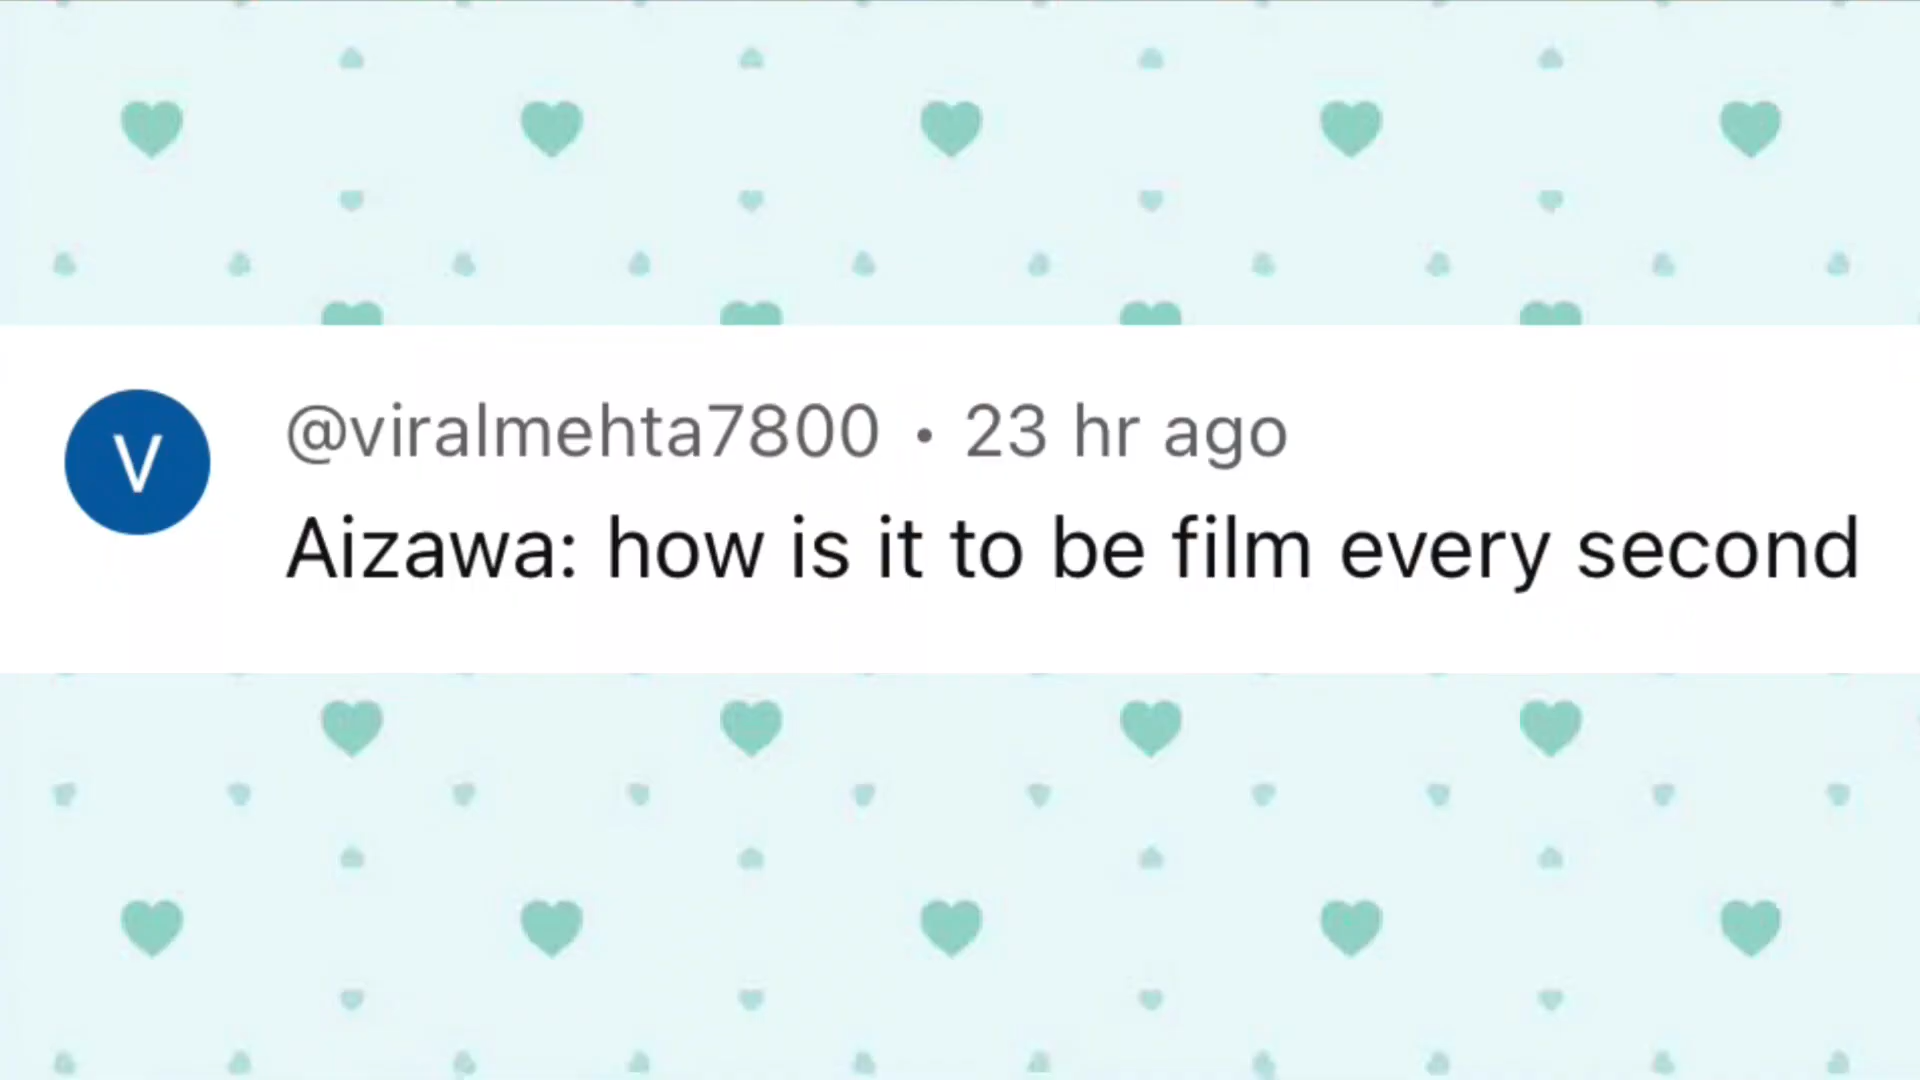 V
@viralmehta7800 • 23 hr ago
Aizawa: how is it to be film every second